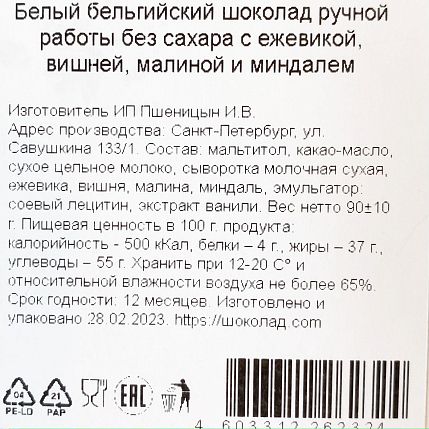 Белый бельгийский шоколад ручной
работы без сахара с ежевикой,
вишней, малиной и миндалем
Изготовитель ИП Пшеницын И.В.
Адрес производства: Санкт-Петербург, ул.
Савушкина 133/1. Состав: мальтитол, какао-масло,
сухое цельное молоко, сыворотка молочная сухая,
ежевика, вишня, малина, миндаль, эмульгатор:
соевый лецитин, экстракт ванили. Вес нетто 90±10
г. Пищевая ценность в 100 г. продукта:
калорийность - 500 кКал, белки – 4 г., жиры – 37 г.,
углеводы – 55 г. Хранить при 12-20 С° и
относительной влажности воздуха не более 65%.
Срок годности: 12 месяцев. Изготовлено и
упаковано 28.02.2023. https://шоколад.com
04 21 EAC
PE-LD PAP
4 603312 262324